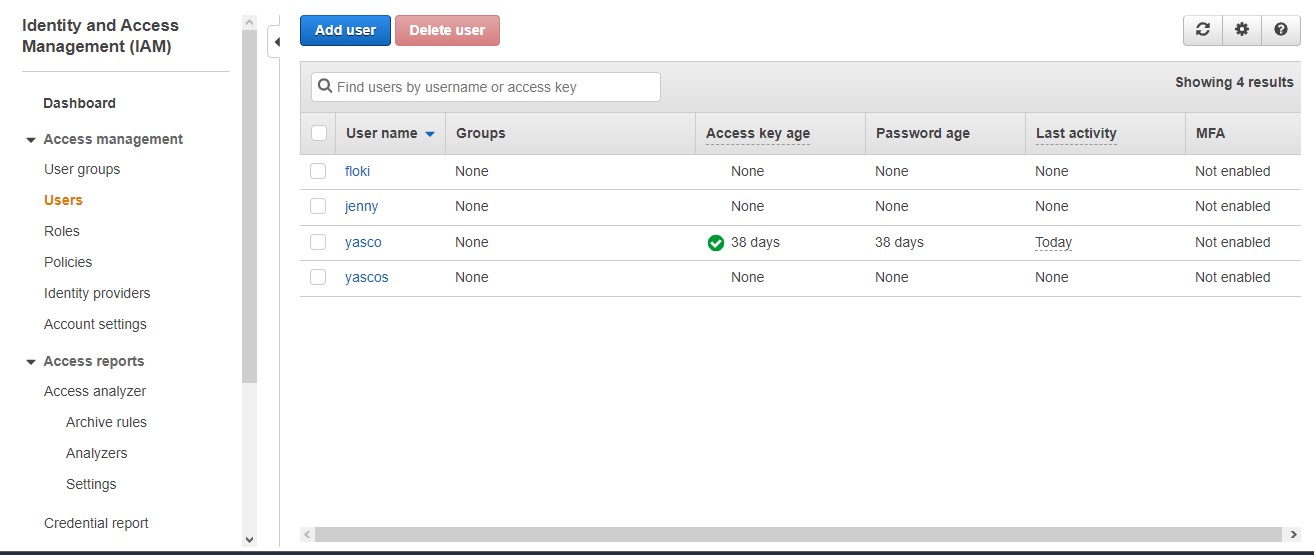 Identity and Access
Management (IAM)
Dashboard
Access management
User groups
Users
Roles
Policies
Identity providers
Account settings
Access reports
Access analyzer
Archive rules
Analyzers
Settings
Credential report
Add user Delete user
Find users by username or access key
Showing 4 results
User name Groups Access key age Password age Last activity MFA
floki None None None None Not enabled
jenny None None None None Not enabled
yasco None 38 days 38 days Today Not enabled
yascos None None None None Not enabled